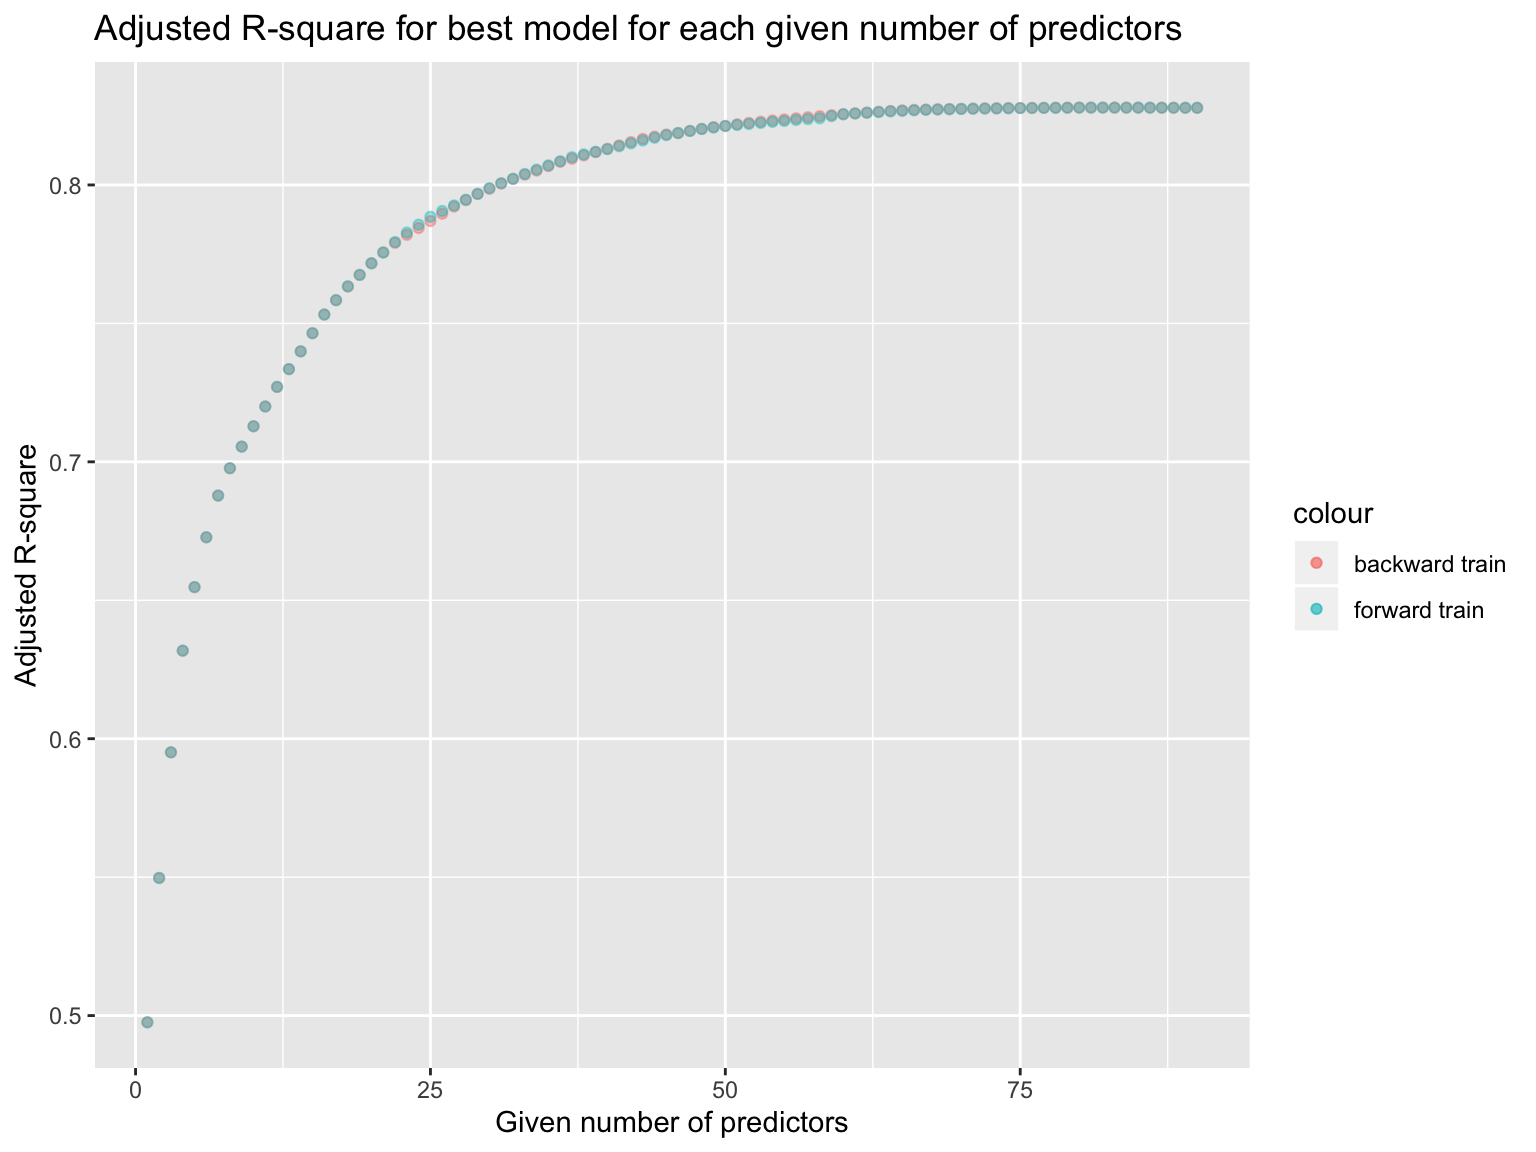 Adjusted R-square for best model for each given number of predictors
Adjusted R-square
0.8
0.7
0.6
0.5
0
25
50
75
Given number of predictors
colour
backward train
forward train